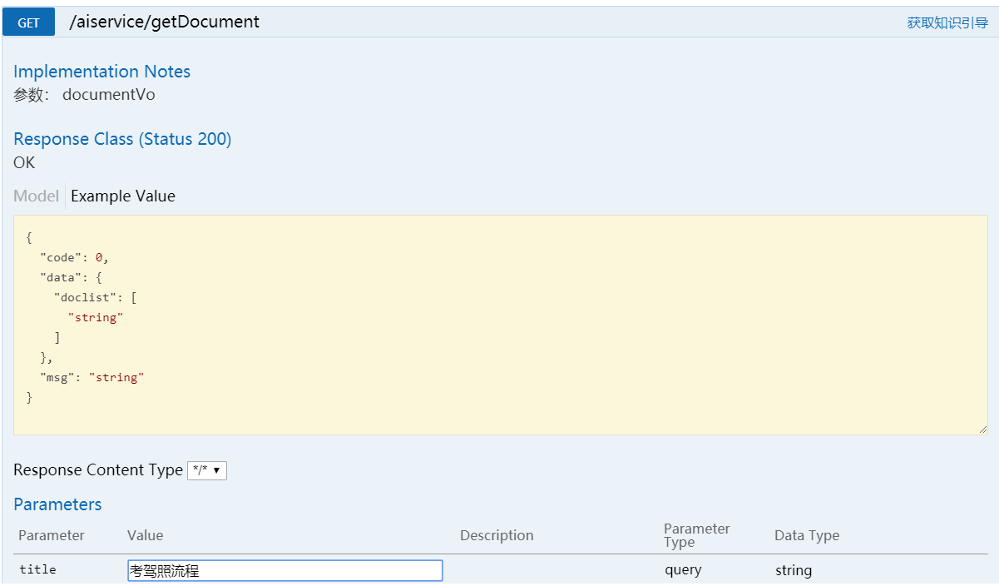 GET /aiservice/getDocument 获取知识引导
Implementation Notes
参数： documentVo
Response Class (Status 200)
OK
Model Example Value
{
  "code": 0,
  "data": {
    "doclist": [
      "string"
    ]
  },
  "msg": "string"
}
Response Content Type */* ▼
Parameters
Parameter Value Description Parameter Type Data Type
title 考驾照流程 query string